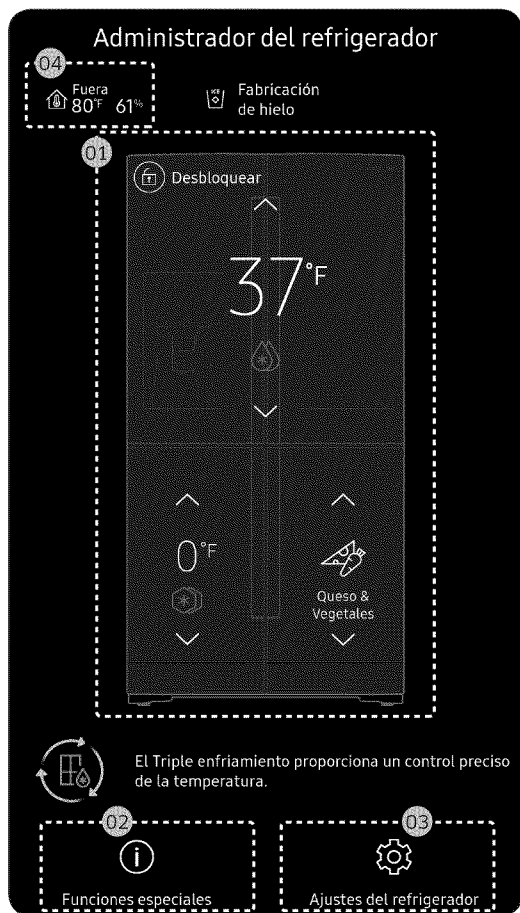 Administrador del refrigerador
04
Fuera
80°F 61%
ICE
Fabricación
de hielo
01
Desbloquear
37°F
0°F
Queso &
Vegetales
El Triple enfriamiento proporciona un control preciso
de la temperatura.
02
03
Funciones especiales
Ajustes del refrigerador